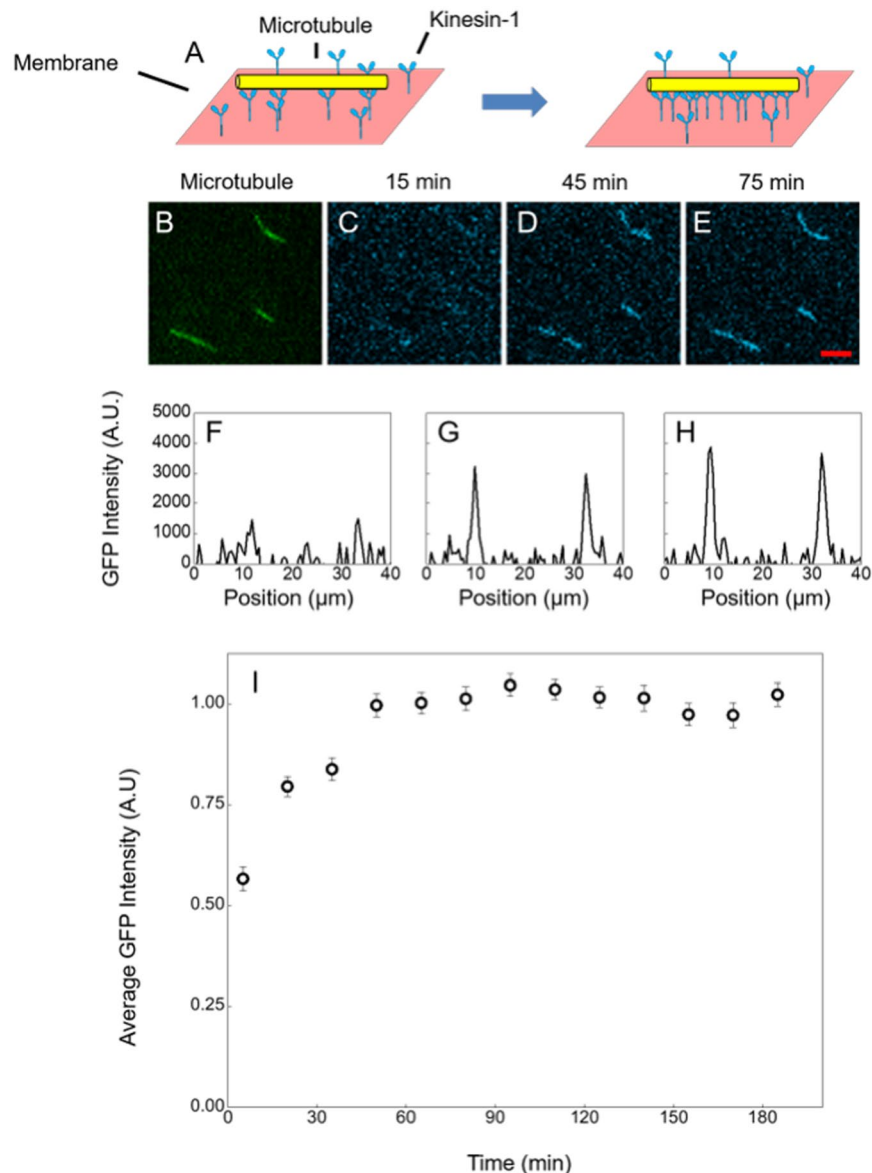 Microtubule
Kinesin-1
A
Membrane
Microtubule 15 min 45 min 75 min
B C D E
GFP Intensity (A.U.)
5000
4000
3000
2000
1000
0
F G H
0 10 20 30 40
0 10 20 30 40
0 10 20 30 40
Position (µm) Position (µm) Position (µm)
I
Average GFP Intensity (A.U)
1.00
0.75
0.50
0.25
0.00
0 30 60 90 120 150 180
Time (min)